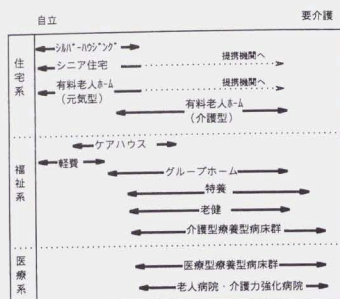 自立
要介護
住宅系
シルバーハウジング
シニア住宅
提携機関へ
有料老人ホーム
(元気型)
提携機関へ
有料老人ホーム
(介護型)
福祉系
ケアハウス
軽費
グループホーム
特養
老健
介護型療養型病床群
医療系
医療型療養型病床群
老人病院・介護力強化病院